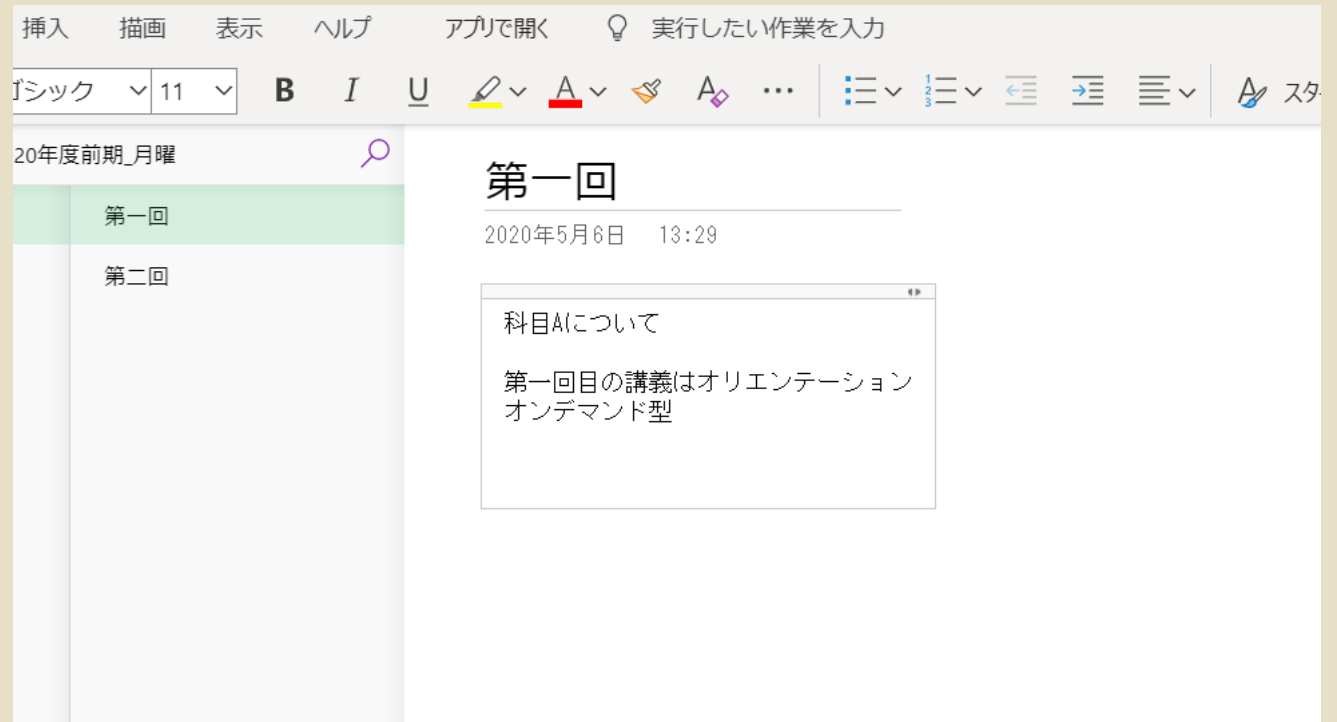 挿入 描画 表示 ヘルプ アプリで開く 実行したい作業を入力
ゴシック 11 B I U A A ... スタ
20年度前期_月曜
第一回
第二回
第一回
2020年5月6日 13:29
科目Aについて
第一回目の講義はオリエンテーション
オンデマンド型